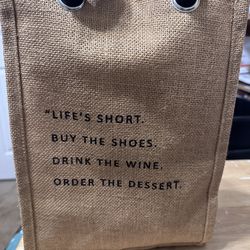 "LIFE'S SHORT.
BUY THE SHOES.
DRINK THE WINE,
ORDER THE DESSERT.